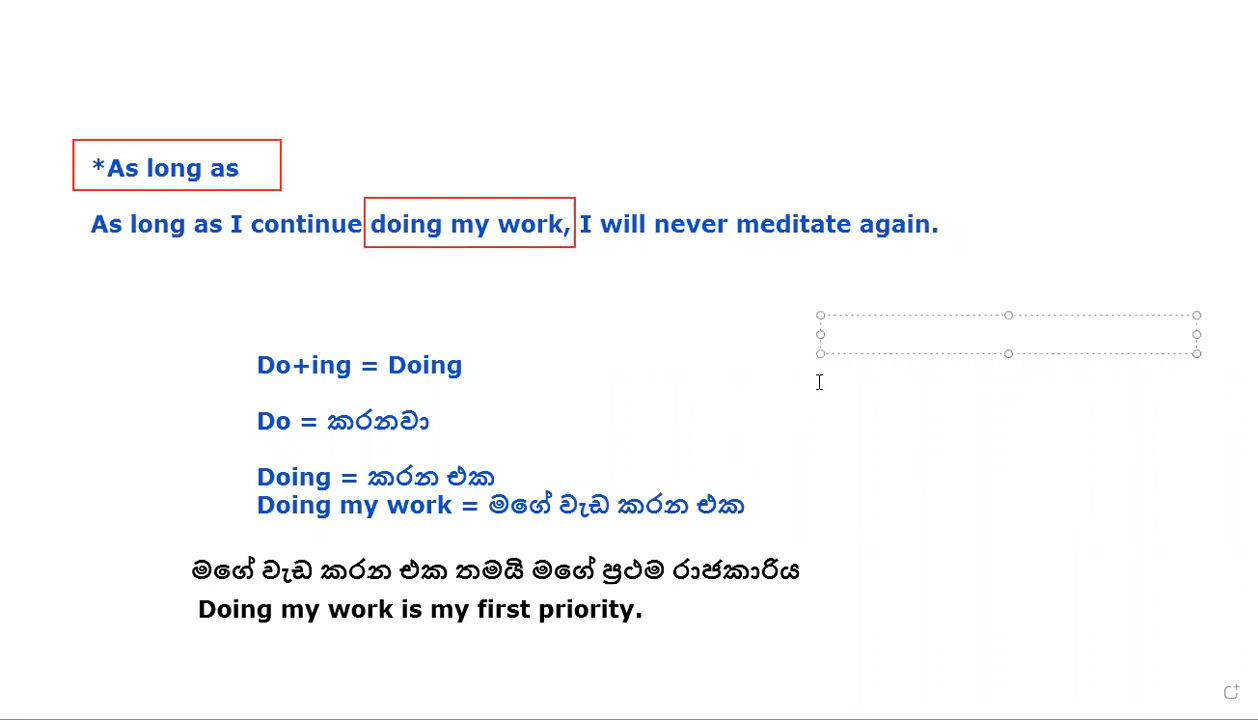 *As long as
As long as I continue doing my work, I will never meditate again.
Do+ing = Doing
Do = කරනවා
Doing = කරන එක
Doing my work = මගේ වැඩ කරන එක
මගේ වැඩ කරන එක තමයි මගේ ප්‍රථම රාජකාරිය
Doing my work is my first priority.